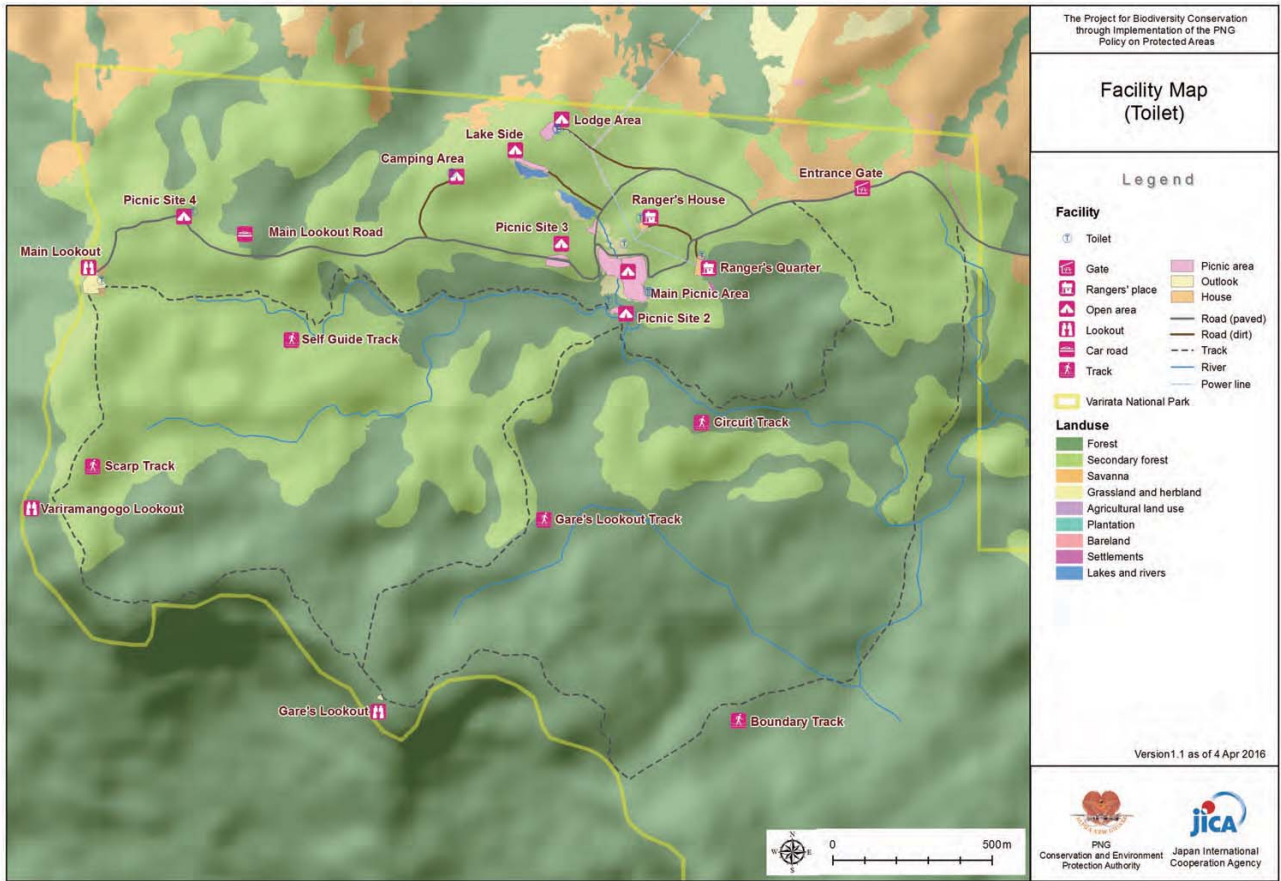 The Project for Biodiversity Conservation
through Implementation of the PNG
Policy on Protected Areas
Facility Map
(Toilet)
Legend
Facility
Toilet
Gate
Rangers' place
Open area
Lookout
Car road
Track
Picnic area
Outlook
House
Road (paved)
Road (dirt)
Track
River
Power line
Varirata National Park
Landuse
Forest
Secondary forest
Savanna
Grassland and herbland
Agricultural land use
Plantation
Bareland
Settlements
Lakes and rivers
Version1.1 as of 4 Apr 2016
PNG
Conservation and Environment
Protection Authority
JICA
Japan International
Cooperation Agency
Lodge Area
Lake Side
Camping Area
Entrance Gate
Picnic Site 4
Ranger's House
Main Lookout Road
Picnic Site 3
Main Lookout
Ranger's Quarter
Main Picnic Area
Picnic Site 2
Self Guide Track
Circuit Track
Scarp Track
Variramangogo Lookout
Gare's Lookout Track
Gare's Lookout
Boundary Track
N
W
E
S
0
500m